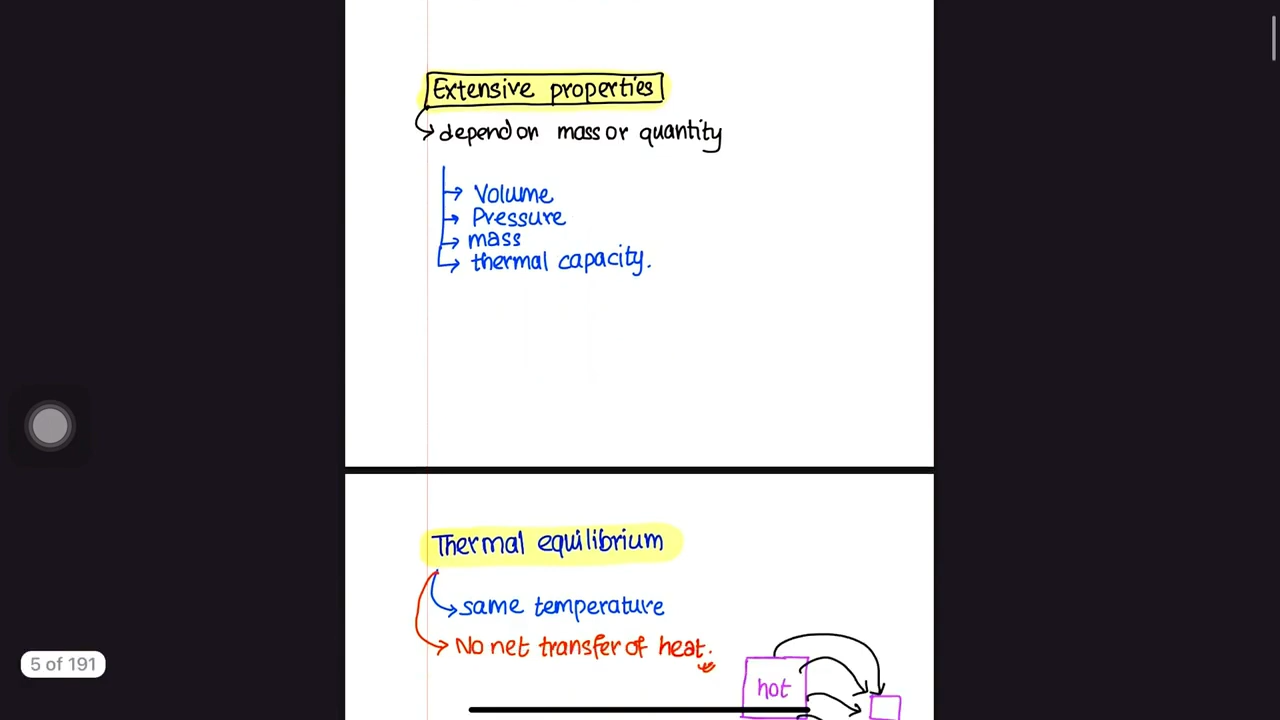 Extensive properties
depend on mass or quantity
Volume
Pressure
mass
thermal capacity.
Thermal equilibrium
same temperature
No net transfer of heat.
hot
5 of 191